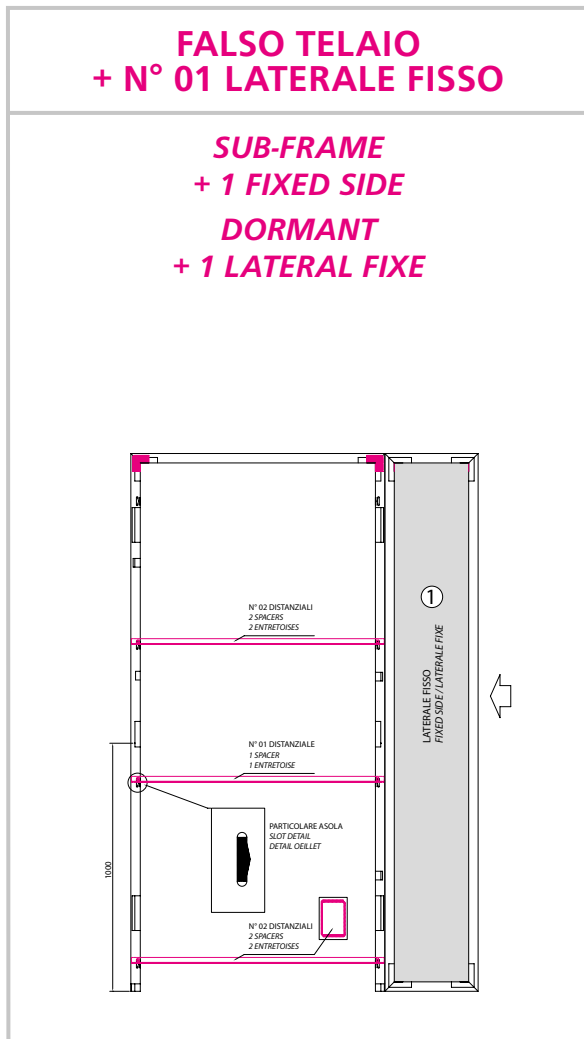 FALSO TELAIO
+ N° 01 LATERALE FISSO
SUB-FRAME
+ 1 FIXED SIDE
DORMANT
+ 1 LATERAL FIXE
N° 02 DISTANZIALI
2 SPACERS
2 ENTRETOISES
1
LATERALE FISSO
FIXED SIDE / LATERALE FIXE
N° 01 DISTANZIALE
1 SPACER
1 ENTRETOISE
PARTICOLARE ASOLA
SLOT DETAIL
DETAIL OEILLET
1000
N° 02 DISTANZIALI
2 SPACERS
2 ENTRETOISES